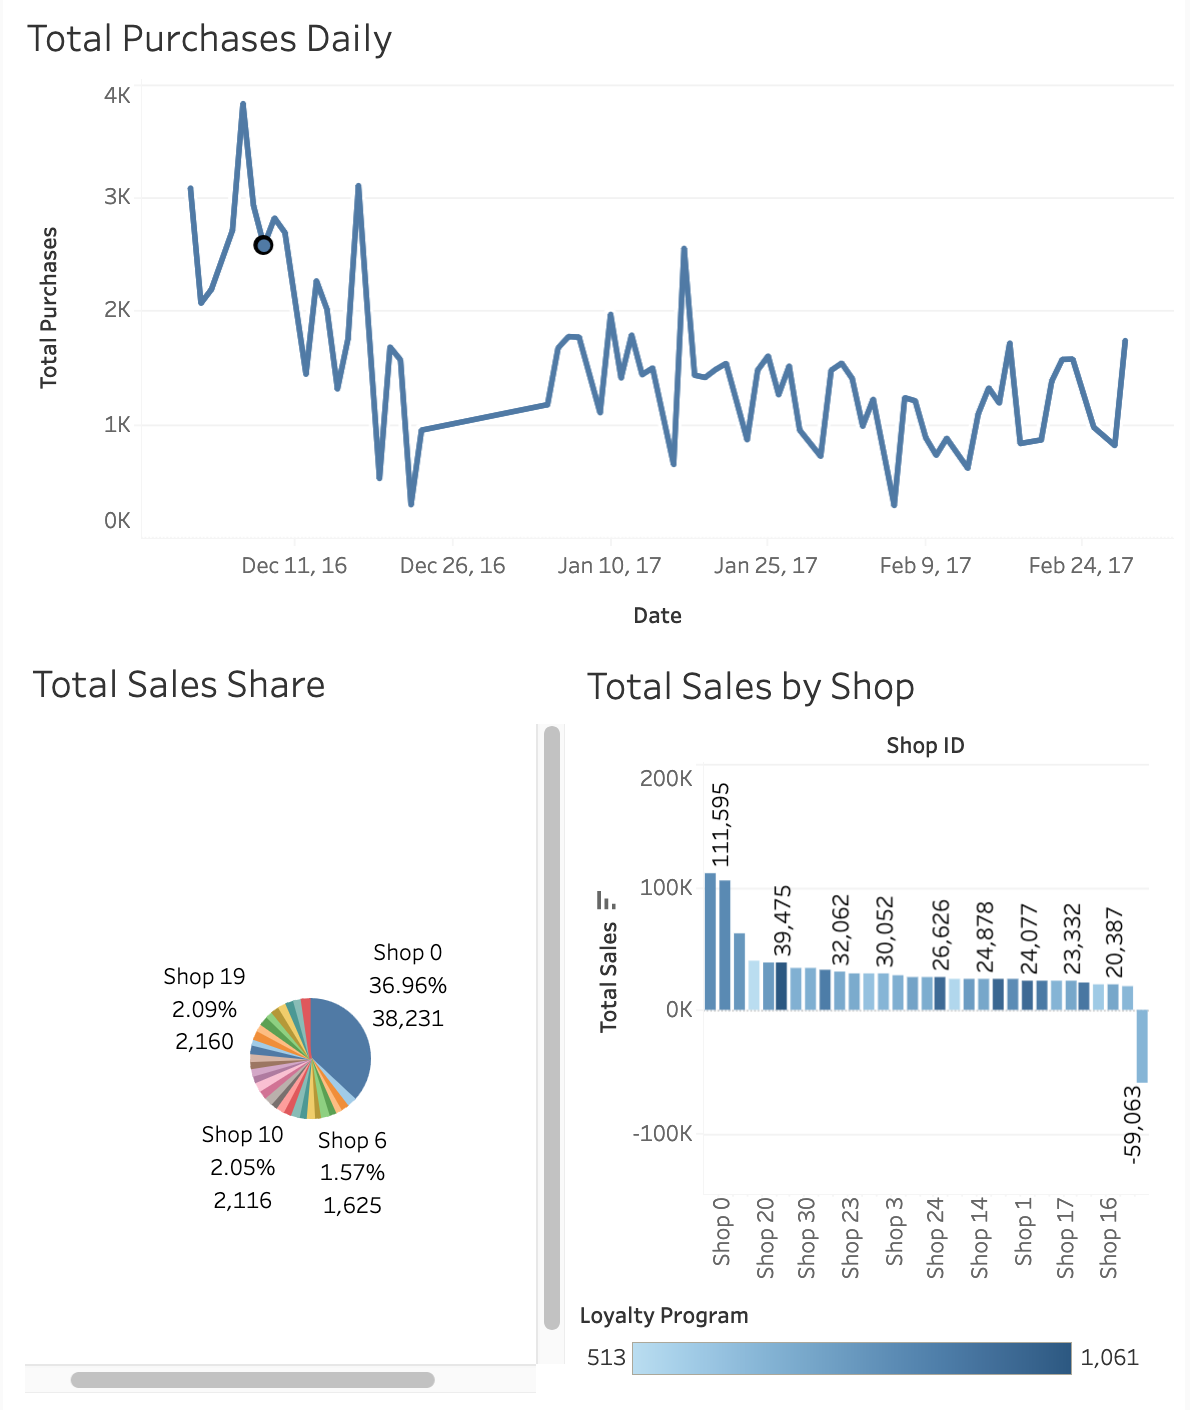 Total Purchases Daily
Total Purchases
4K
3K
2K
1K
0K
Dec 11, 16
Dec 26, 16
Jan 10, 17
Jan 25, 17
Feb 9, 17
Feb 24, 17
Date
Total Sales Share
Shop 0
36.96%
38,231
Shop 19
2.09%
2,160
Shop 10
2.05%
2,116
Shop 6
1.57%
1,625
Total Sales by Shop
Shop ID
Total Sales
200K
100K
0K
-100K
111,595
39,475
32,062
30,052
26,626
24,878
24,077
23,332
20,387
-59,063
Shop 0
Shop 20
Shop 30
Shop 23
Shop 3
Shop 24
Shop 14
Shop 1
Shop 17
Shop 16
Loyalty Program
513
1,061